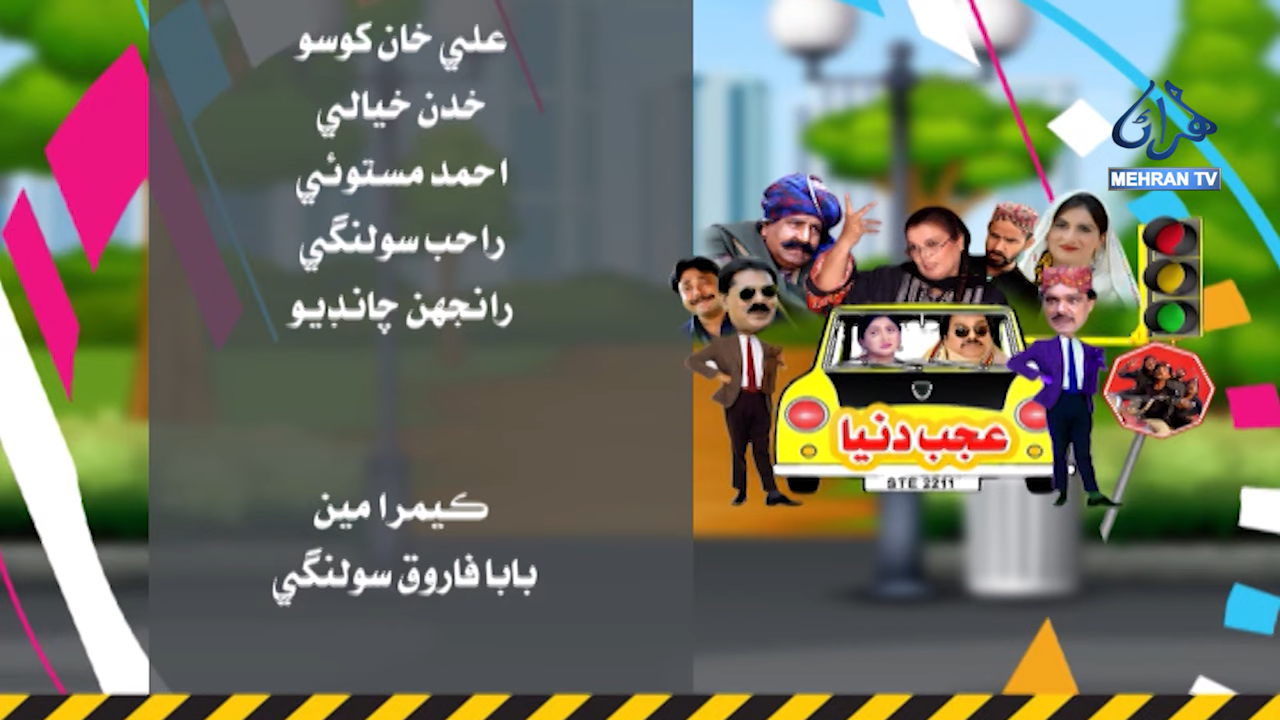 علي خان کوسو
خدن خيالي
احمد مستوئي
راحب سولنگي
رانجهن چانڊيو
ڪيمرا مين
بابا فاروق سولنگي
مهراڻ
MEHRAN TV
عجب دنيا
STE 2211